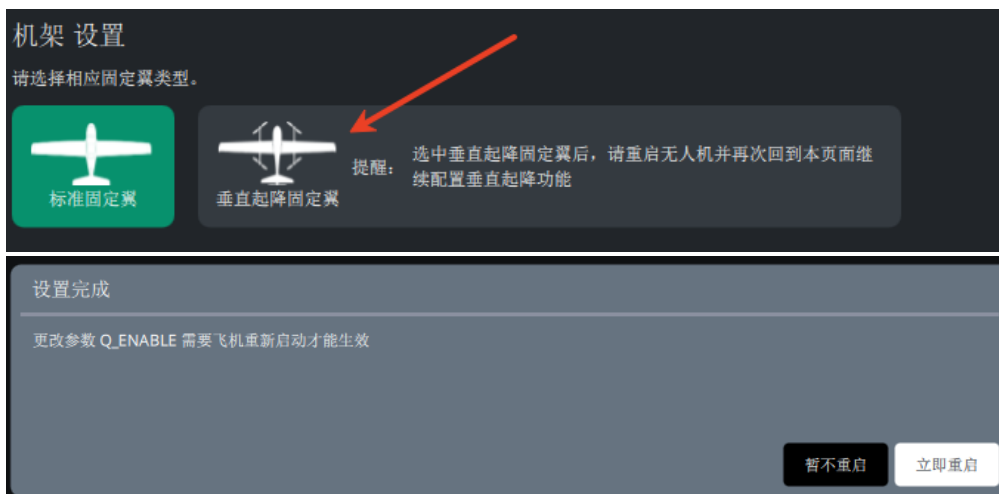 机架 设置
请选择相应固定翼类型。
标准固定翼
垂直起降固定翼
提醒：
选中垂直起降固定翼后，请重启无人机并再次回到本页面继
续配置垂直起降功能
设置完成
更改参数 Q_ENABLE 需要飞机重新启动才能生效
暂不重启
立即重启